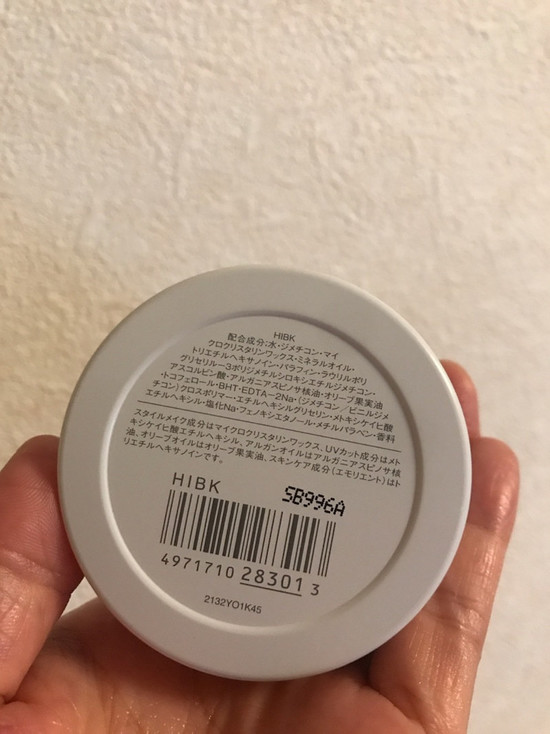 HIBK
配合成分:水・ジメチコン・マイ
クロクリスタリンワックス・ミネラルオイル・
トリエチルヘキサノイン・パラフィン・ラウリルポリ
グリセリル-3ポリジメチルシロキシエチルジメチコン・
アスコルビン酸・アルガニアスピノサ核油・オリーブ果実油
・トコフェロール・BHT・EDTA-2Na・(ジメチコン/ビニルジメ
チコン)クロスポリマー・エチルヘキシルグリセリン・メトキシケイヒ酸
エチルヘキシル・塩化Na・フェノキシエタノール・メチルパラベン・香料
スタイルメイク成分はマイクロクリスタリンワックス、UVカット成分はメト
キシケイヒ酸エチルヘキシル、アルガンオイルはアルガニアスピノサ核
油、オリーブオイルはオリーブ果実油、スキンケア成分(エモリエント)はト
リエチルヘキサノインです。
HIBK
SB996A
4971710 28301 3
2132YO1K45